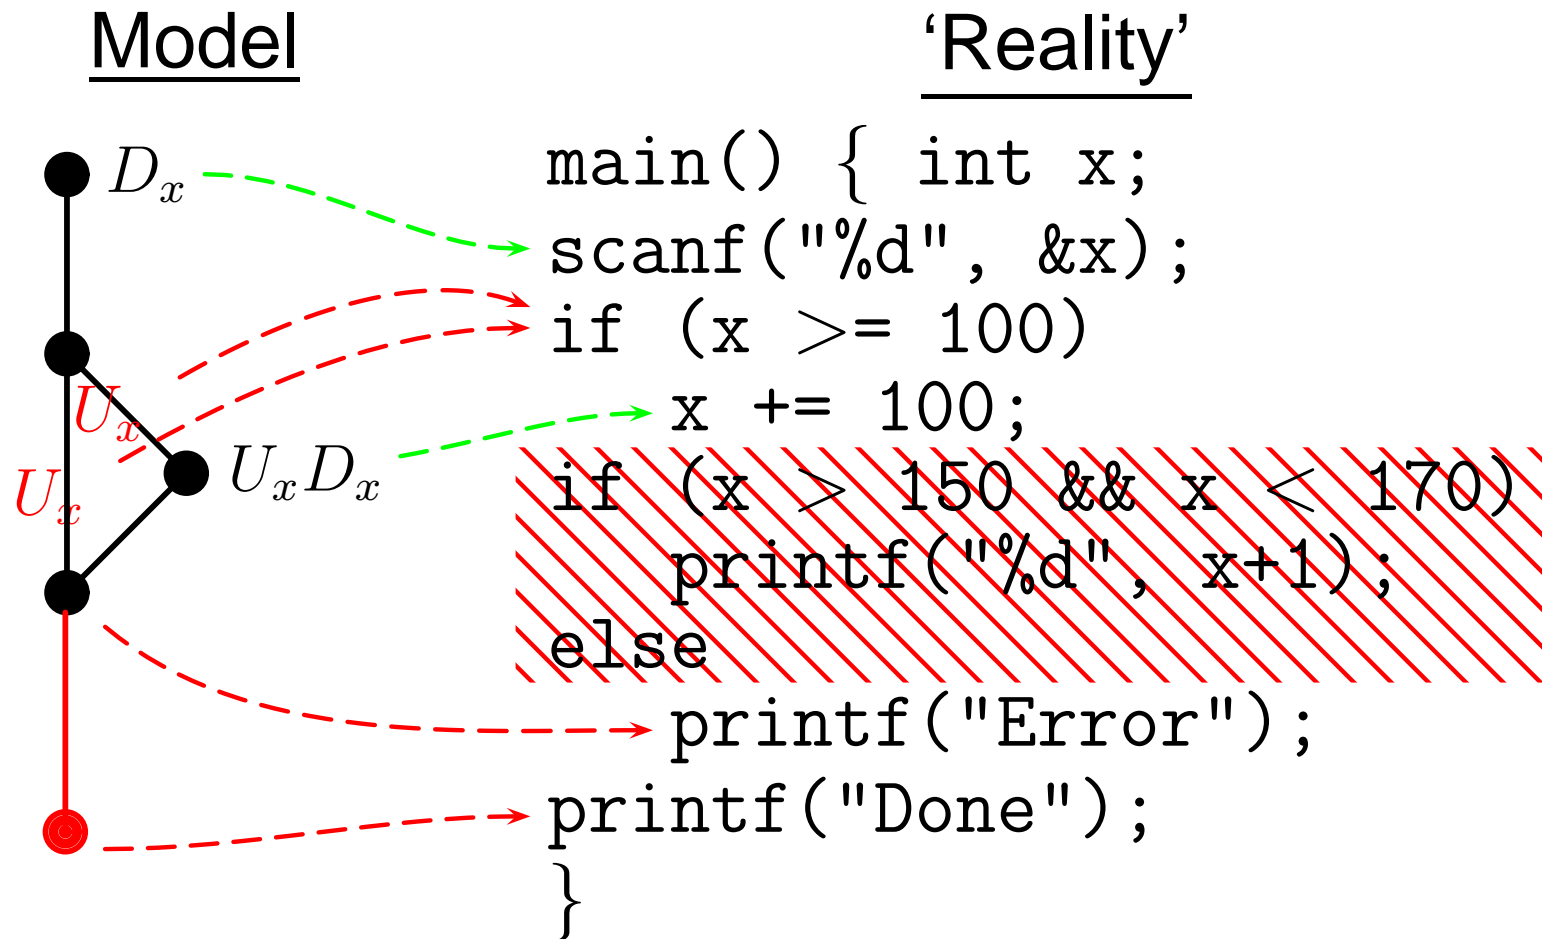 Model
‘Reality’
D_x
main() { int x;
scanf("%d", &x);
if (x >= 100)
U_x
x += 100;
U_x
U_xD_x
if (x > 150 && x < 170)
printf("%d", x+1);
else
printf("Error");
printf("Done");
}